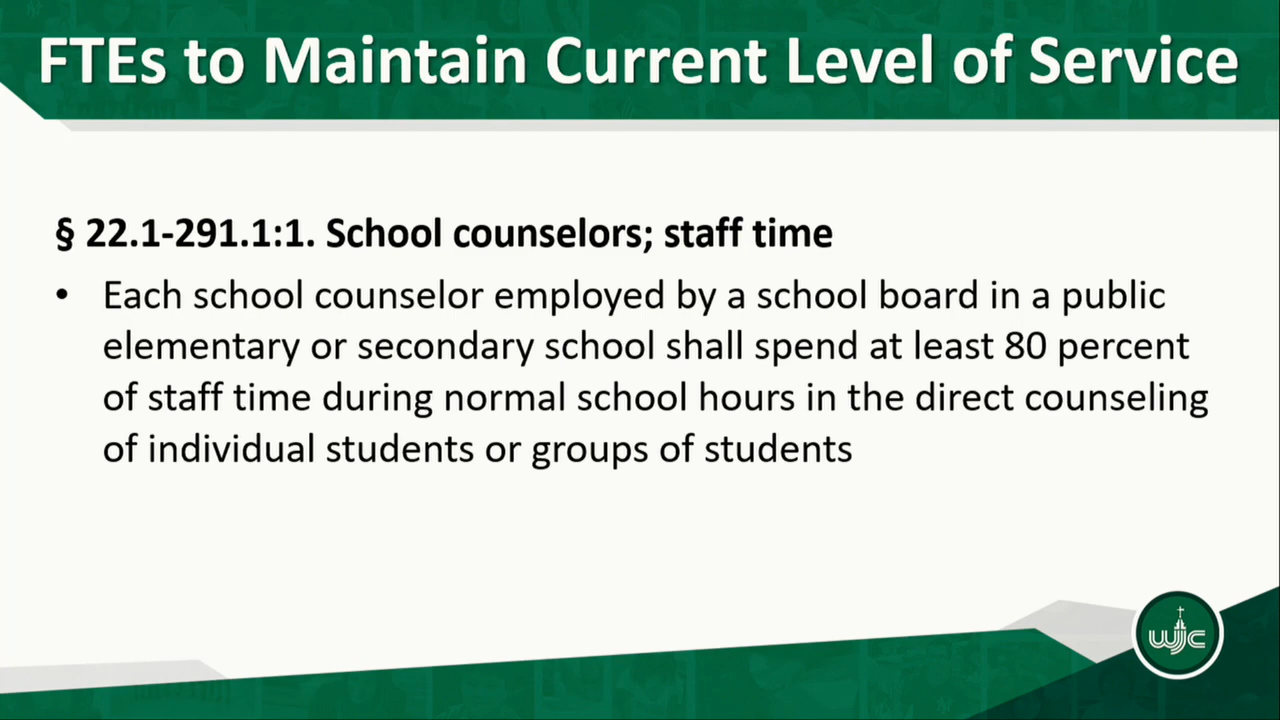 FTEs to Maintain Current Level of Service
§ 22.1-291.1:1. School counselors; staff time
• Each school counselor employed by a school board in a public
elementary or secondary school shall spend at least 80 percent
of staff time during normal school hours in the direct counseling
of individual students or groups of students
WJC